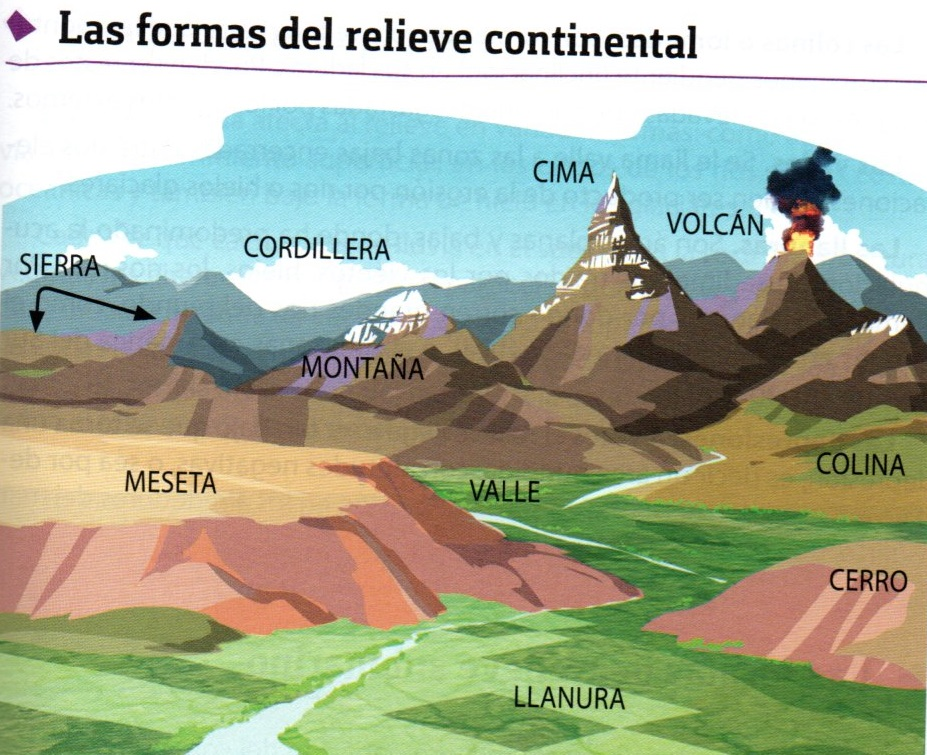 Las formas del relieve continental
CIMA
VOLCÁN
CORDILLERA
SIERRA
MONTAÑA
COLINA
MESETA
VALLE
CERRO
LLANURA